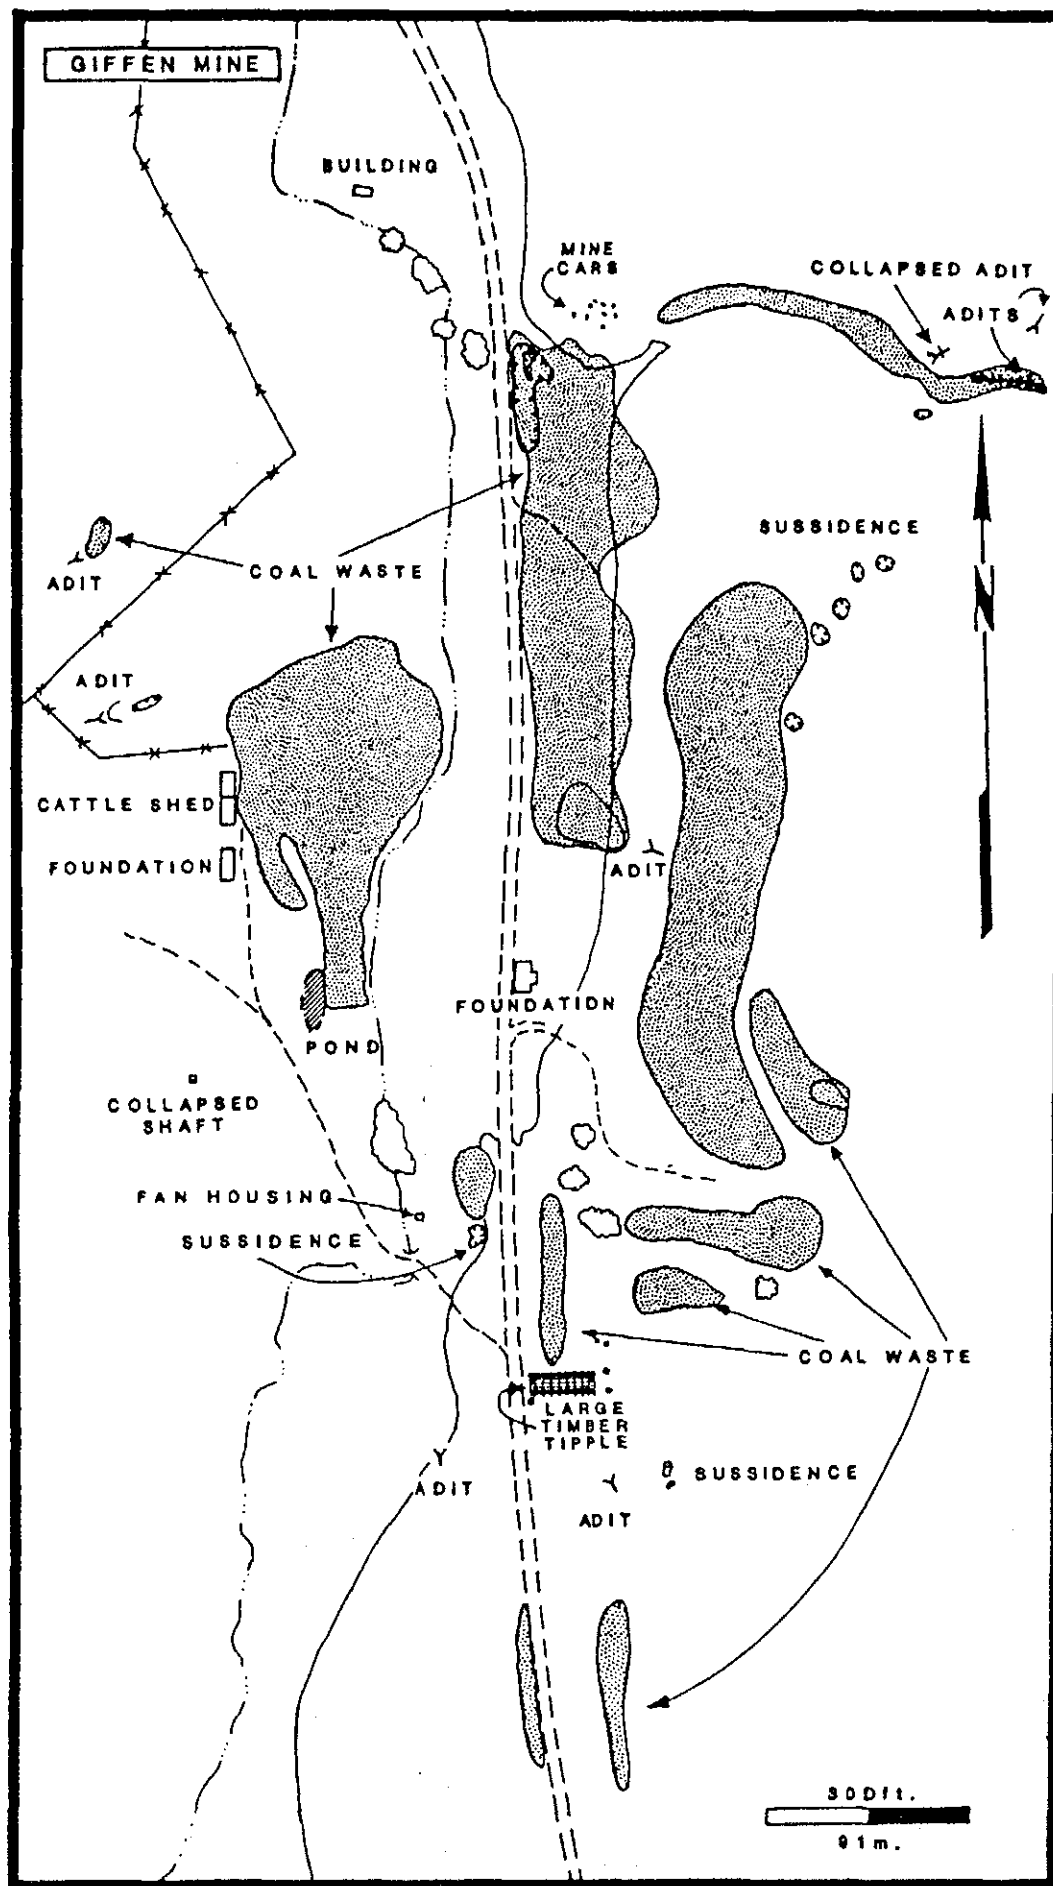 GIFFEN MINE
BUILDING
MINE
CARS
COLLAPSED ADIT
ADITS
SUSSIDENCE
N
ADIT
COAL WASTE
ADIT
CATTLE SHED
FOUNDATION
ADIT
FOUNDATION
POND
COLLAPSED
SHAFT
FAN HOUSING
SUSSIDENCE
COAL WASTE
LARGE
TIMBER
TIPPLE
ADIT
SUSSIDENCE
ADIT
300ft.
91m.